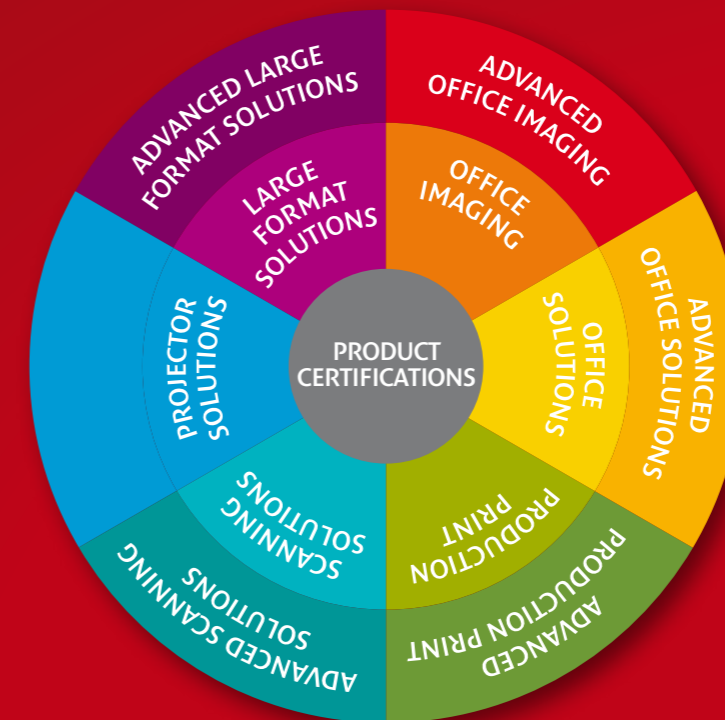 ADVANCED LARGE
FORMAT SOLUTIONS
ADVANCED
OFFICE IMAGING
LARGE
FORMAT
SOLUTIONS
OFFICE
IMAGING
ADVANCED
OFFICE SOLUTIONS
OFFICE
SOLUTIONS
PROJECTOR
SOLUTIONS
PRODUCT
CERTIFICATIONS
SCANNING
SOLUTIONS
PRODUCTION
PRINT
ADVANCED SCANNING
SOLUTIONS
ADVANCED
PRODUCTION PRINT